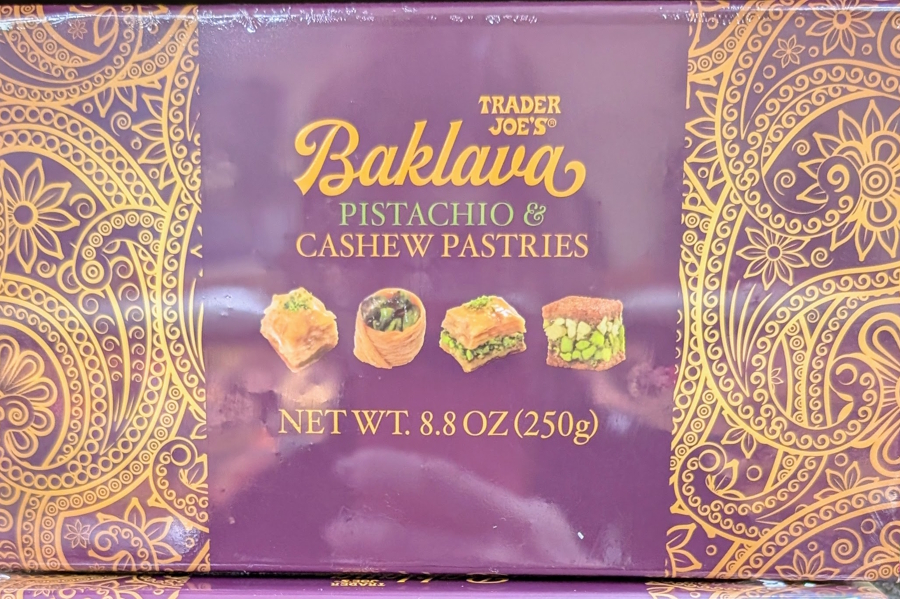 TRADER
JOE'S®
Baklava
PISTACHIO &
CASHEW PASTRIES
NET WT. 8.8 OZ (250g)